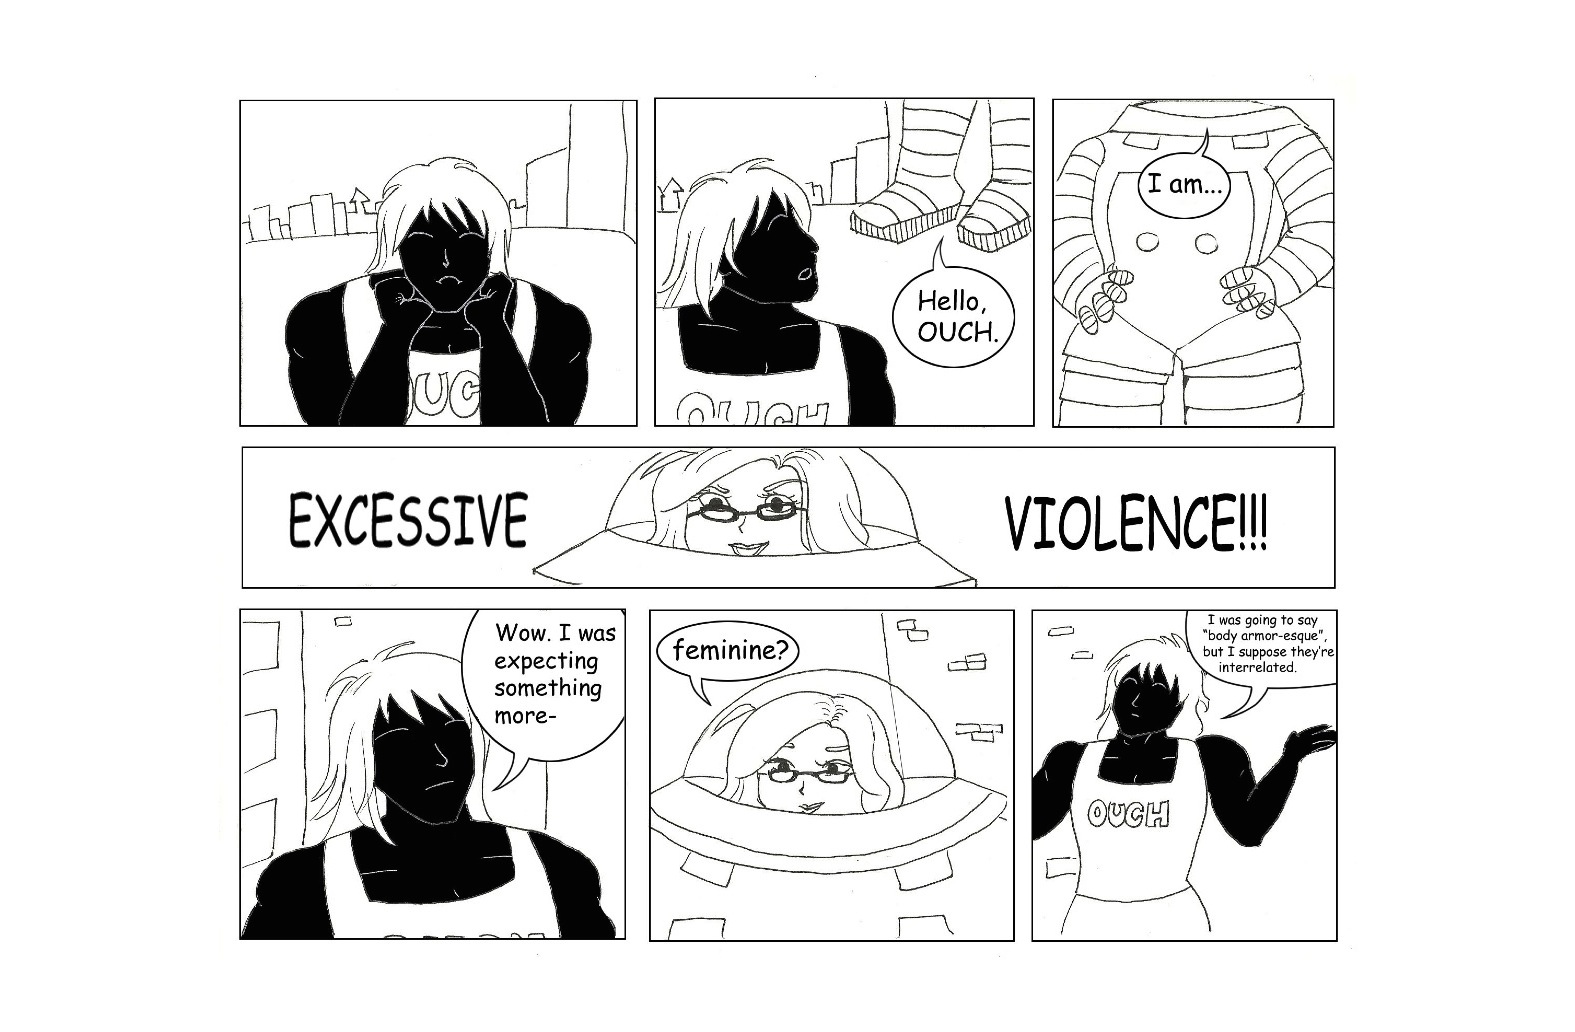 OUCH
OUCH
Hello,
OUCH.
I am...
EXCESSIVE VIOLENCE!!!
Wow. I was
expecting
something
more-
feminine?
I was going to say
"body armor-esque",
but I suppose they're
interrelated.
OUCH